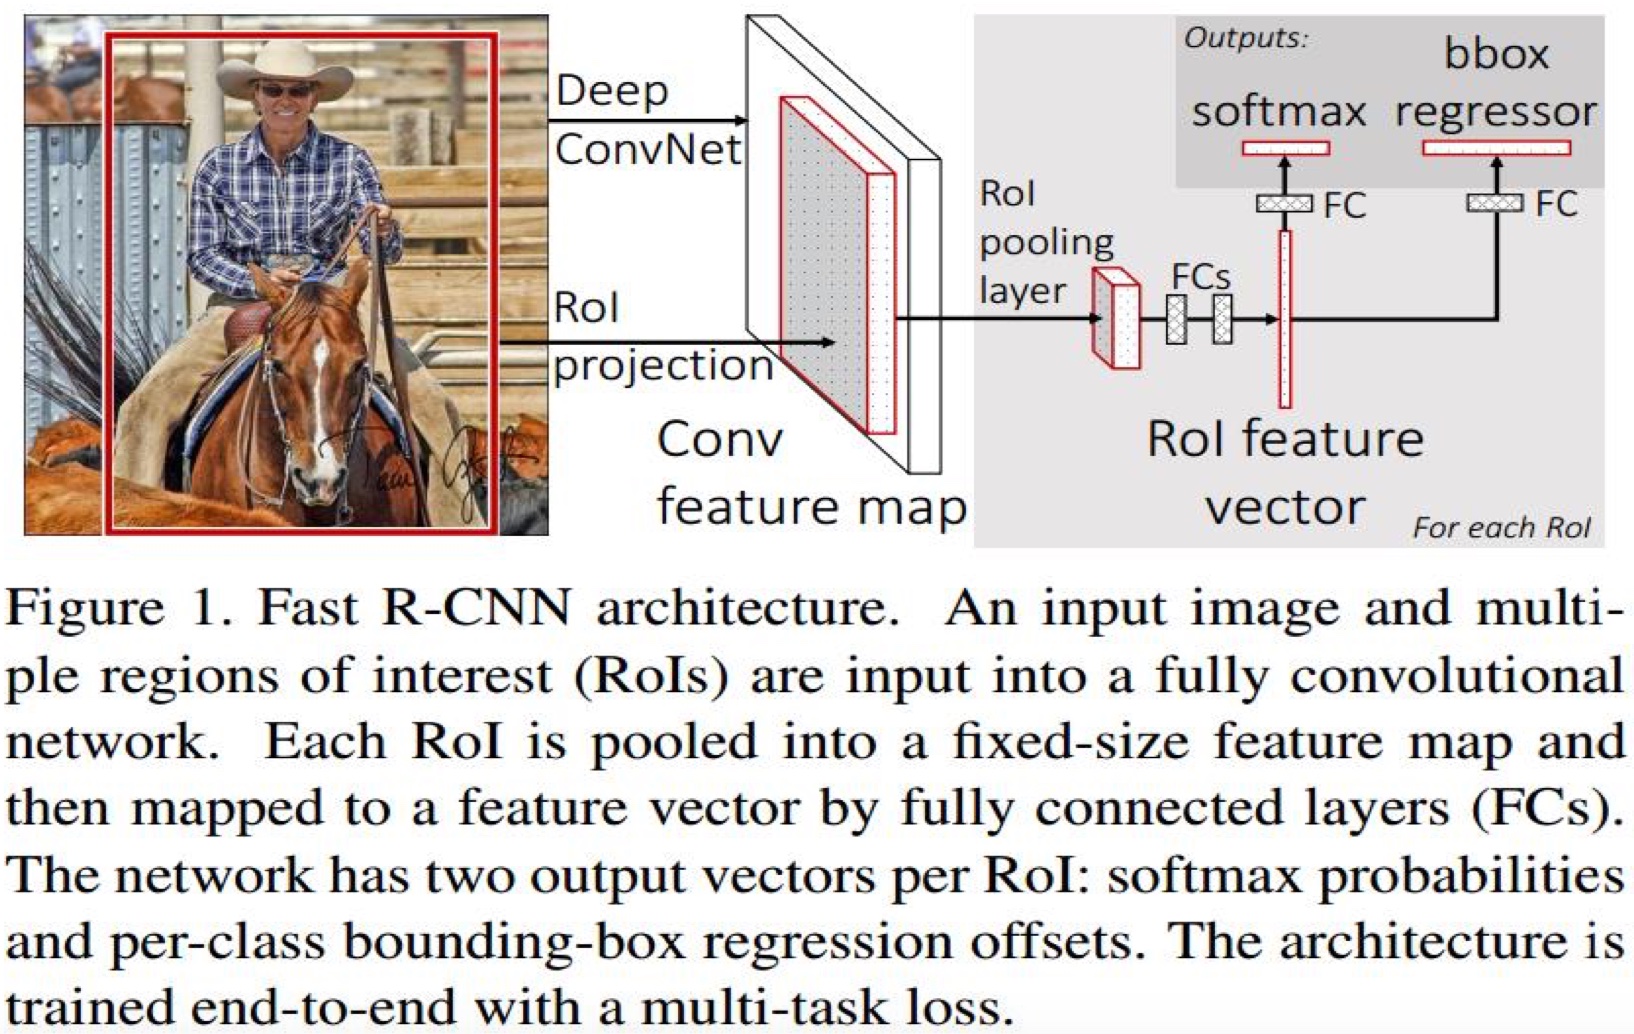 Deep
ConvNet
RoI
projection
Conv
feature map
RoI
pooling
layer
FCs
Outputs:
softmax
bbox
regressor
FC
FC
RoI feature
vector
For each RoI
Figure 1. Fast R-CNN architecture. An input image and multi-
ple regions of interest (RoIs) are input into a fully convolutional
network. Each RoI is pooled into a fixed-size feature map and
then mapped to a feature vector by fully connected layers (FCs).
The network has two output vectors per RoI: softmax probabilities
and per-class bounding-box regression offsets. The architecture is
trained end-to-end with a multi-task loss.